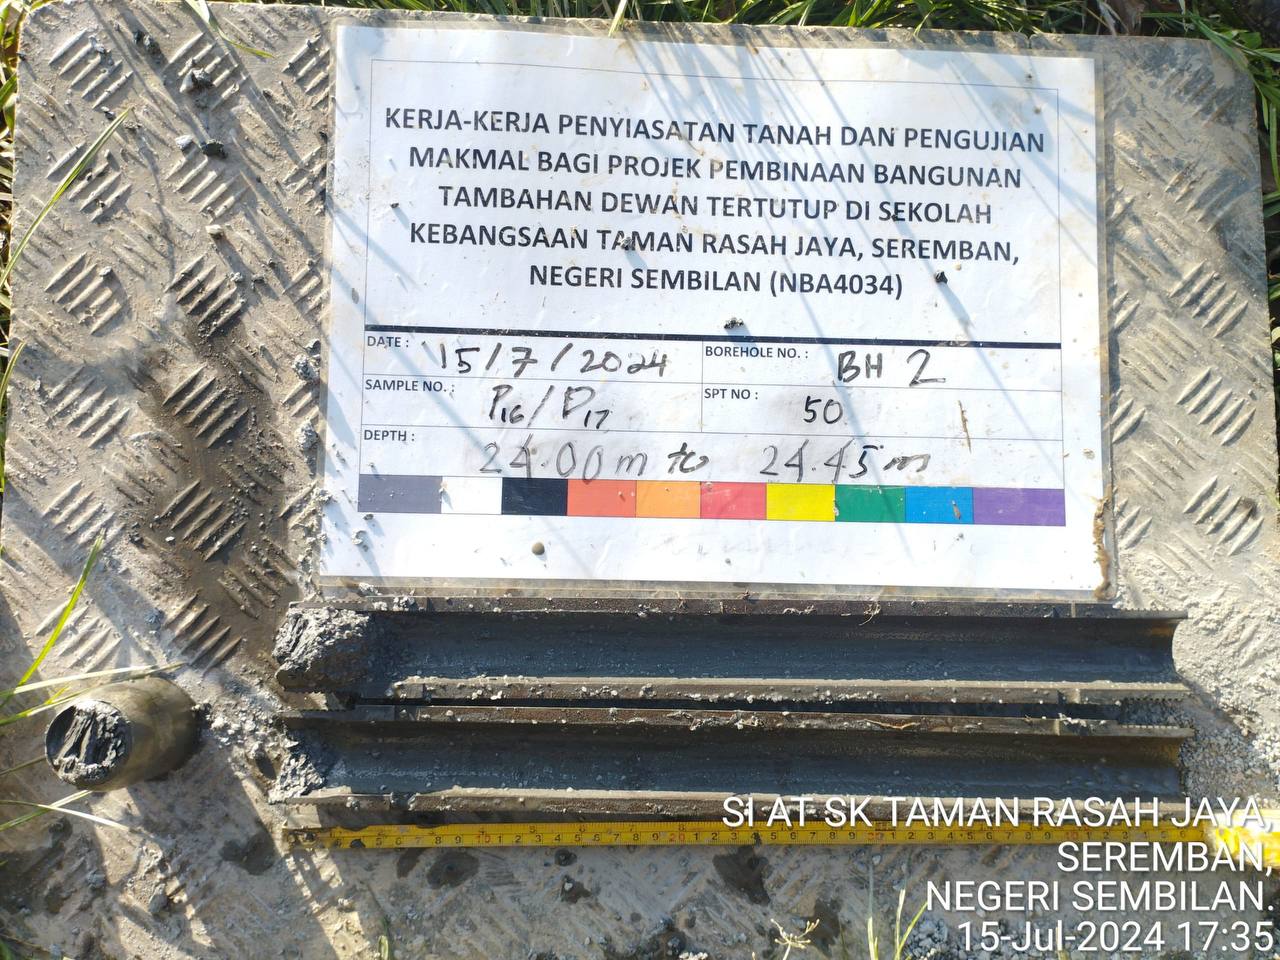 KERJA-KERJA PENYIASATAN TANAH DAN PENGUJIAN
MAKMAL BAGI PROJEK PEMBINAAN BANGUNAN
TAMBAHAN DEWAN TERTUTUP DI SEKOLAH
KEBANGSAAN TAMAN RASAH JAYA, SEREMBAN,
NEGERI SEMBILAN (NBA4034)
DATE : 15/7/2024 BOREHOLE NO. : BH 2
SAMPLE NO. : P16/D17 SPT NO : 50
DEPTH : 24.00m to 24.45m
SI AT SK TAMAN RASAH JAYA,
SEREMBAN,
NEGERI SEMBILAN.
15-Jul-2024 17:35